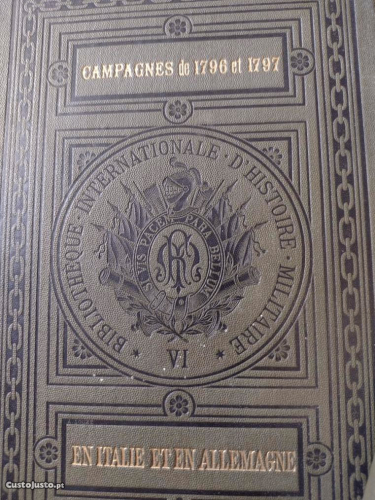 CAMPAGNES de 1796 et 1797
BIBLIOTHEQUE · INTERNATIONALE · D'HISTOIRE · MILITAIRE
SI VIS PACEM PARA BELLUM
VI
EN ITALIE ET EN ALLEMAGNE
CustoJusto.pt